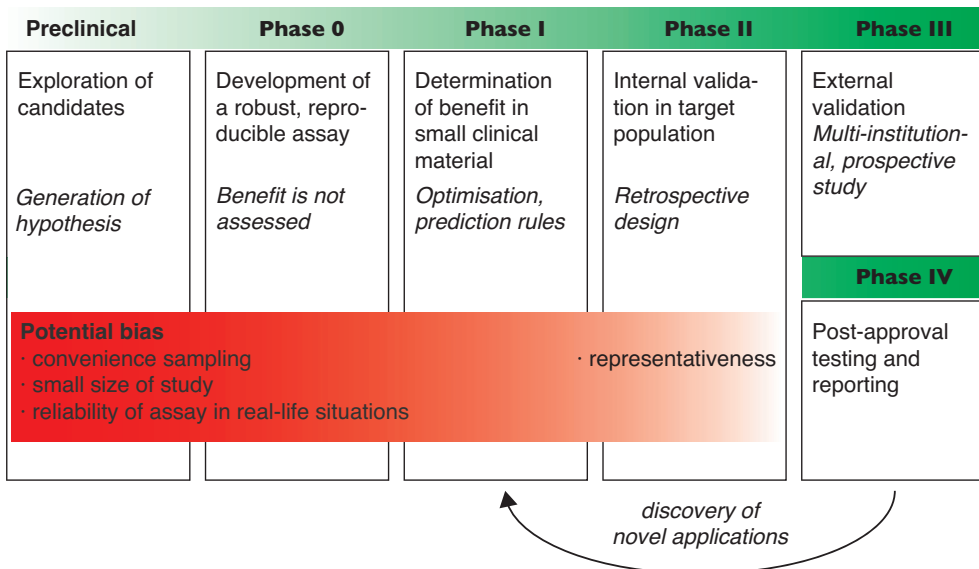 Preclinical
Phase 0
Phase I
Phase II
Phase III
Exploration of
candidates
Generation of
hypothesis
Development of
a robust, repro-
ducible assay
Benefit is not
assessed
Determination
of benefit in
small clinical
material
Optimisation,
prediction rules
Internal valida-
tion in target
population
Retrospective
design
External
validation
Multi-institution-
al, prospective
study
Phase IV
Post-approval
testing and
reporting
Potential bias
· convenience sampling
· small size of study
· reliability of assay in real-life situations
· representativeness
discovery of
novel applications